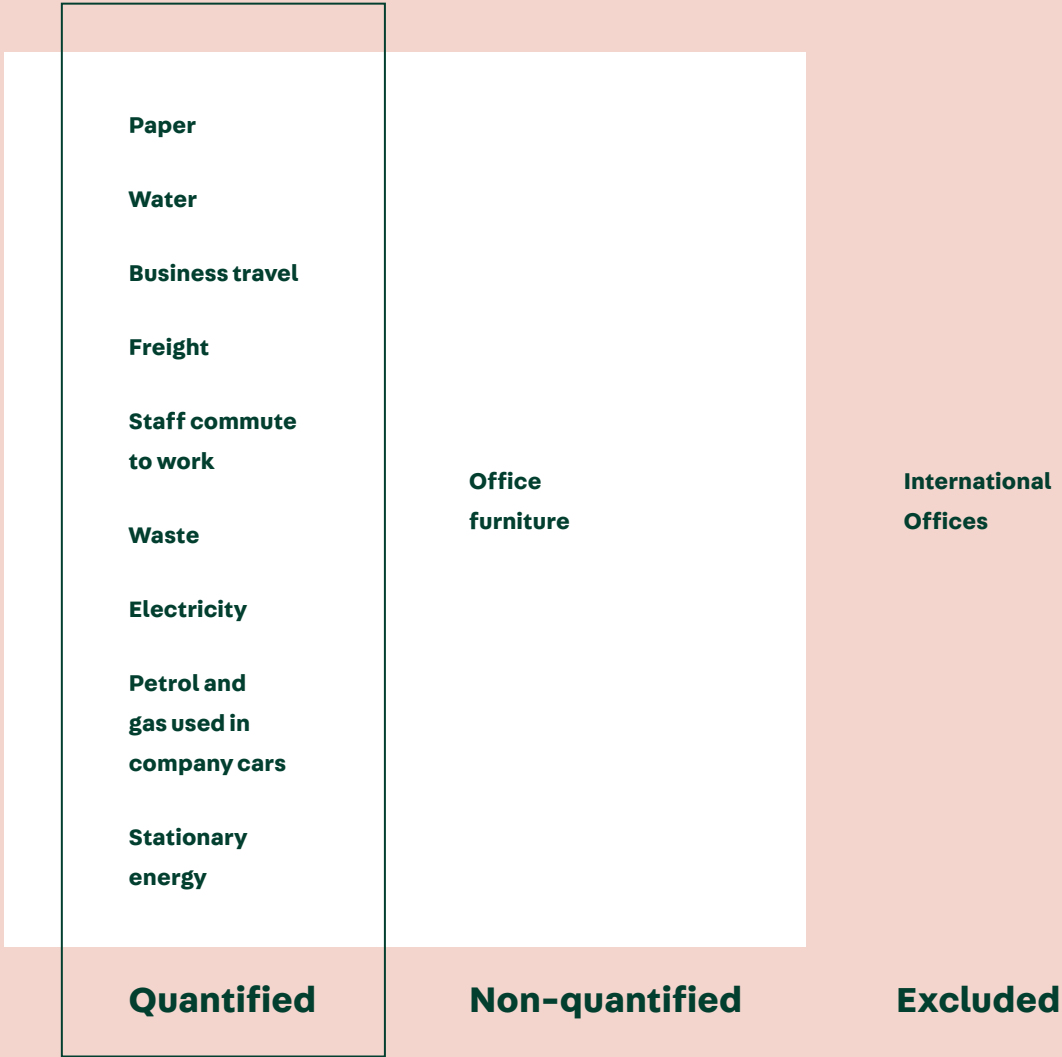 Paper
Water
Business travel
Freight
Staff commute
to work
Waste
Electricity
Petrol and
gas used in
company cars
Stationary
energy
Quantified
Office
furniture
Non-quantified
International
Offices
Excluded